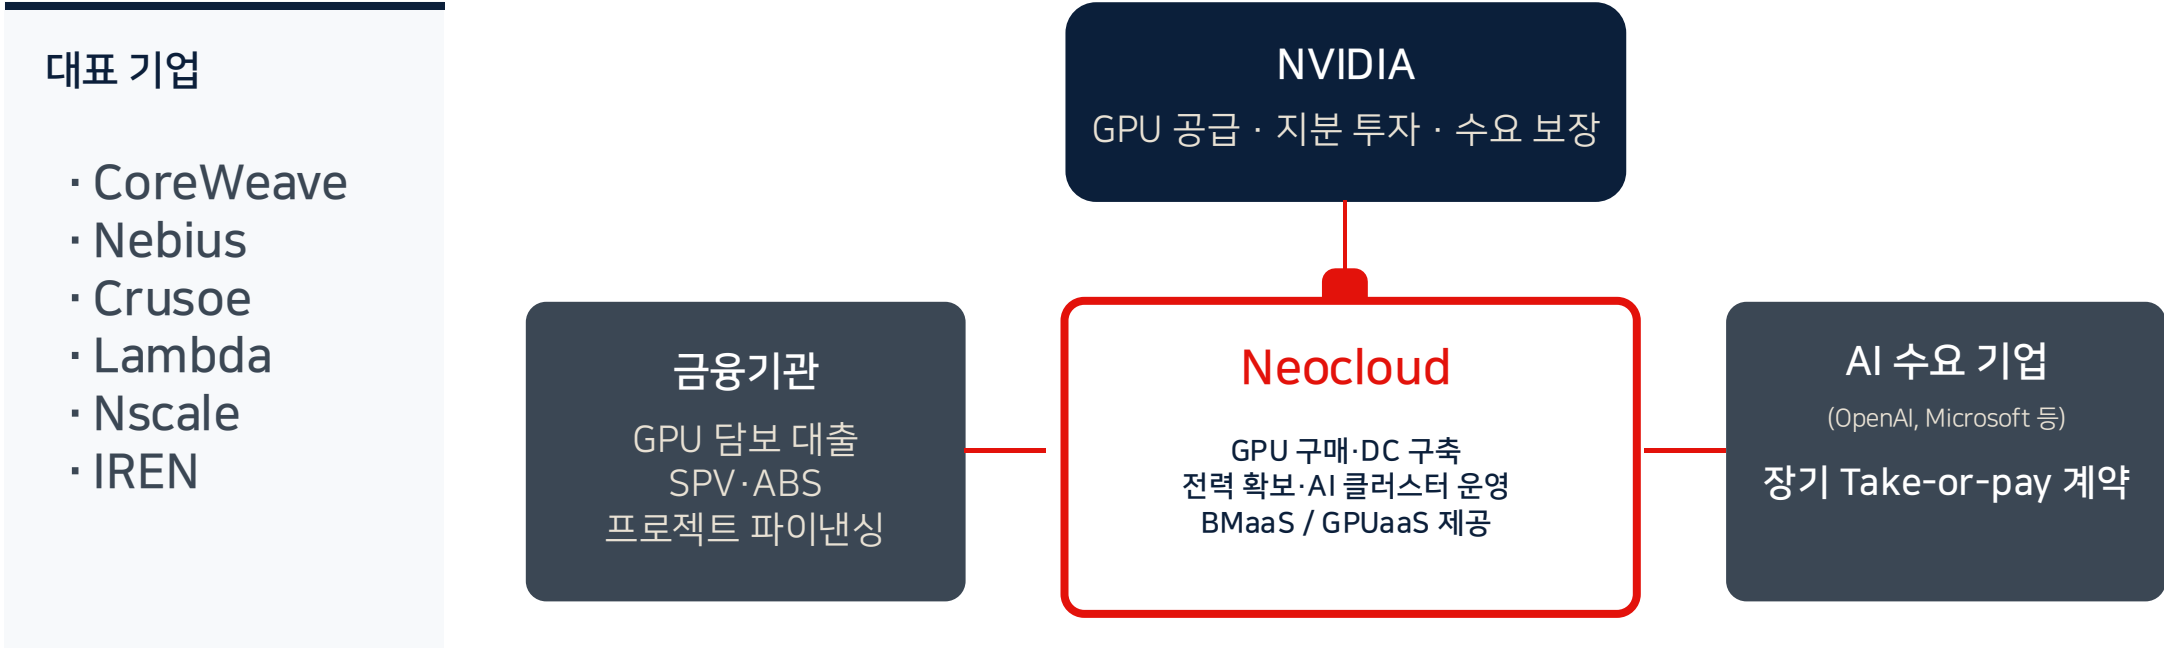 대표 기업
· CoreWeave
· Nebius
· Crusoe
· Lambda
· Nscale
· IREN
NVIDIA
GPU 공급 · 지분 투자 · 수요 보장
금융기관
GPU 담보 대출
SPV·ABS
프로젝트 파이낸싱
Neocloud
GPU 구매·DC 구축
전력 확보·AI 클러스터 운영
BMaaS / GPUaaS 제공
AI 수요 기업
(OpenAI, Microsoft 등)
장기 Take-or-pay 계약